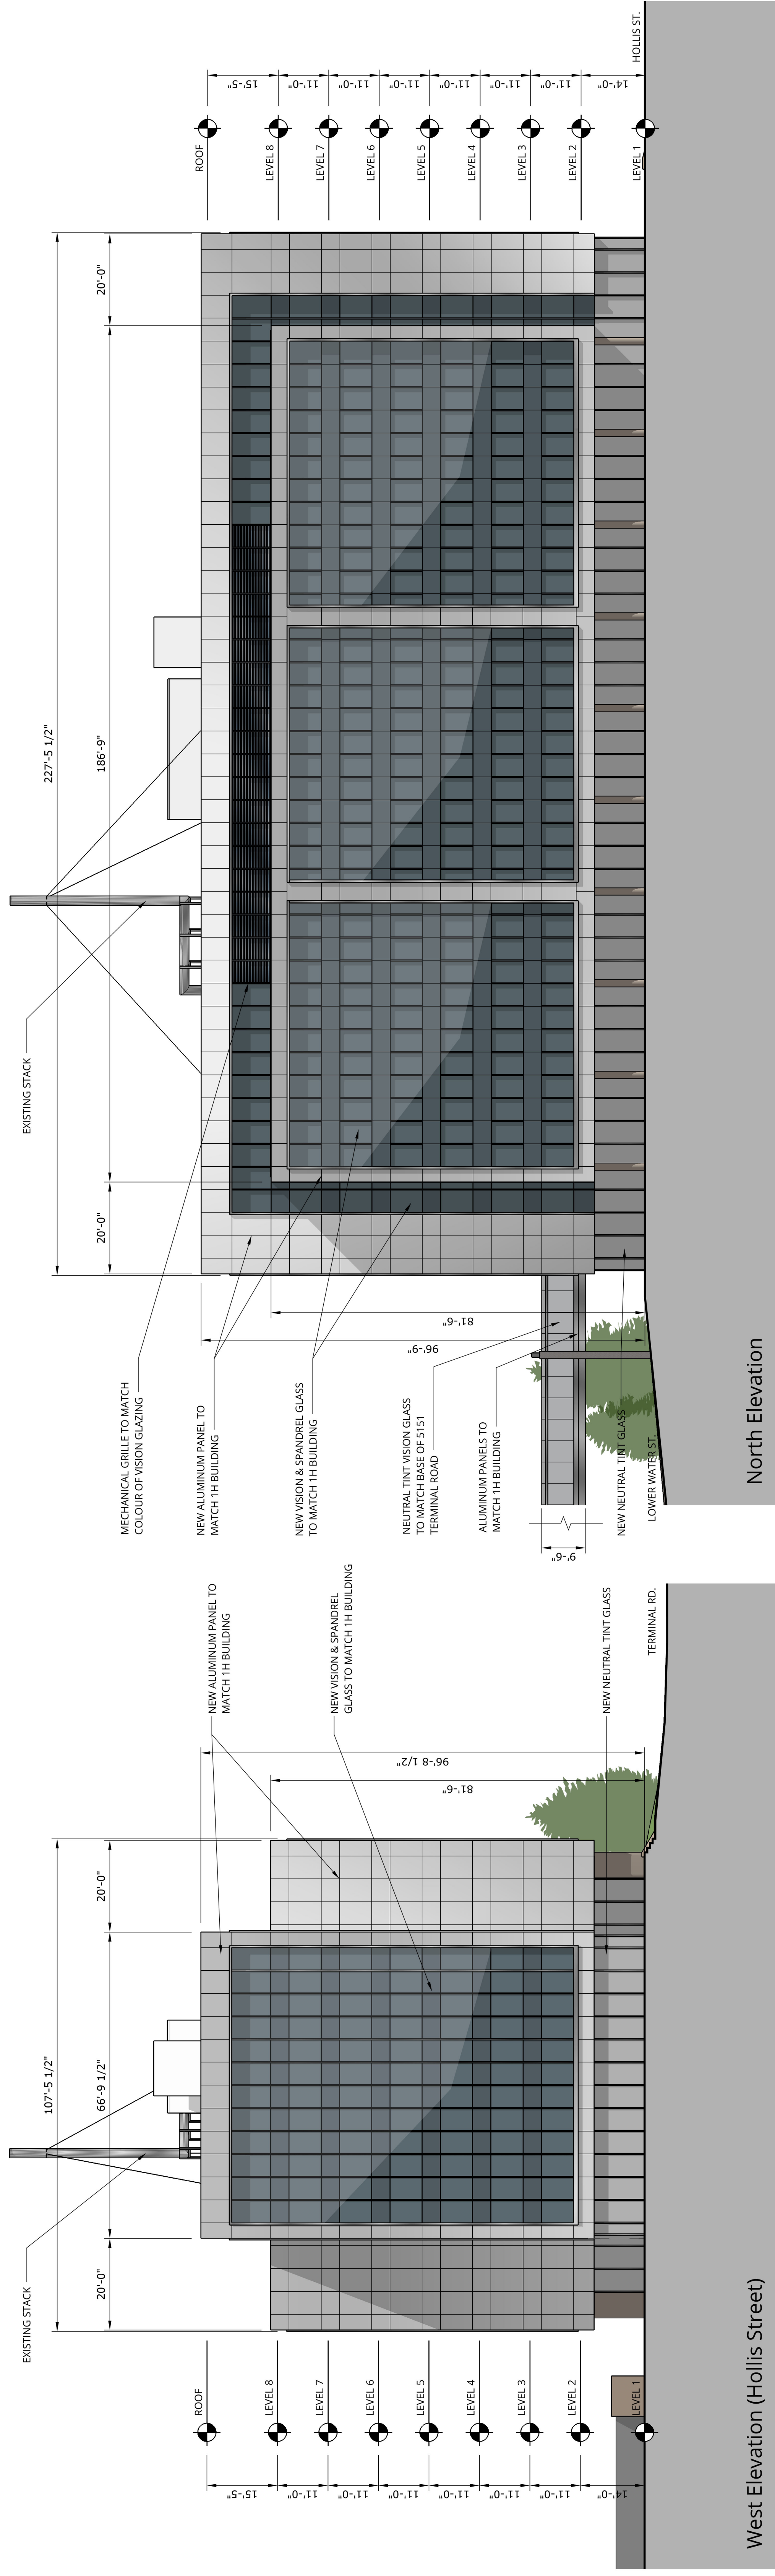 EXISTING STACK
107'-5 1/2"
20'-0"
66'-9 1/2"
20'-0"
NEW ALUMINUM PANEL TO
MATCH 1H BUILDING
NEW VISION & SPANDREL
GLASS TO MATCH 1H BUILDING
NEW NEUTRAL TINT GLASS
TERMINAL RD.
96'-8 1/2"
81'-6"
ROOF
LEVEL 8
LEVEL 7
LEVEL 6
LEVEL 5
LEVEL 4
LEVEL 3
LEVEL 2
LEVEL 1
15'-5"
11'-0"
11'-0"
11'-0"
11'-0"
11'-0"
11'-0"
14'-0"
West Elevation (Hollis Street)
EXISTING STACK
227'-5 1/2"
20'-0"
186'-9"
20'-0"
MECHANICAL GRILLE TO MATCH
COLOUR OF VISION GLAZING
NEW ALUMINUM PANEL TO
MATCH 1H BUILDING
NEW VISION & SPANDREL GLASS
TO MATCH 1H BUILDING
NEUTRAL TINT VISION GLASS
TO MATCH BASE OF 5151
TERMINAL ROAD
ALUMINUM PANELS TO
MATCH 1H BUILDING
NEW NEUTRAL TINT GLASS
LOWER WATER ST.
9'-6"
96'-9"
81'-6"
ROOF
LEVEL 8
LEVEL 7
LEVEL 6
LEVEL 5
LEVEL 4
LEVEL 3
LEVEL 2
LEVEL 1
15'-5"
11'-0"
11'-0"
11'-0"
11'-0"
11'-0"
11'-0"
14'-0"
HOLLIS ST.
North Elevation